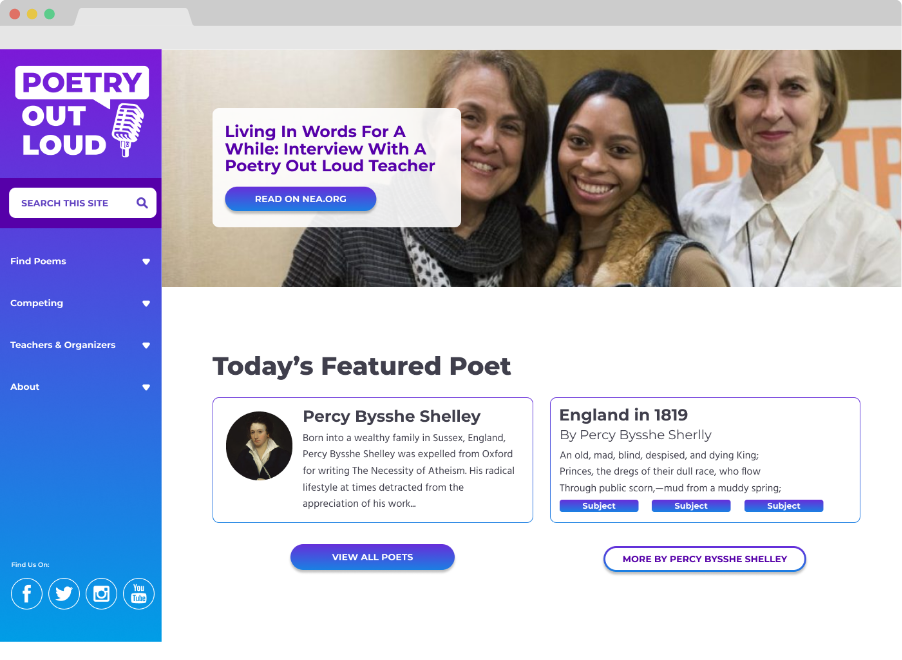 POETRY
OUT
LOUD
SEARCH THIS SITE
Find Poems
Competing
Teachers & Organizers
About
Find Us On:
You
Tube
Living In Words For A
While: Interview With A
Poetry Out Loud Teacher
READ ON NEA.ORG
Today's Featured Poet
Percy Bysshe Shelley
Born into a wealthy family in Sussex, England,
Percy Bysshe Shelley was expelled from Oxford
for writing The Necessity of Atheism. His radical
lifestyle at times detracted from the
appreciation of his work...
VIEW ALL POETS
England in 1819
By Percy Bysshe Sherlly
An old, mad, blind, despised, and dying King;
Princes, the dregs of their dull race, who flow
Through public scorn,—mud from a muddy spring;
Subject Subject Subject
MORE BY PERCY BYSSHE SHELLEY